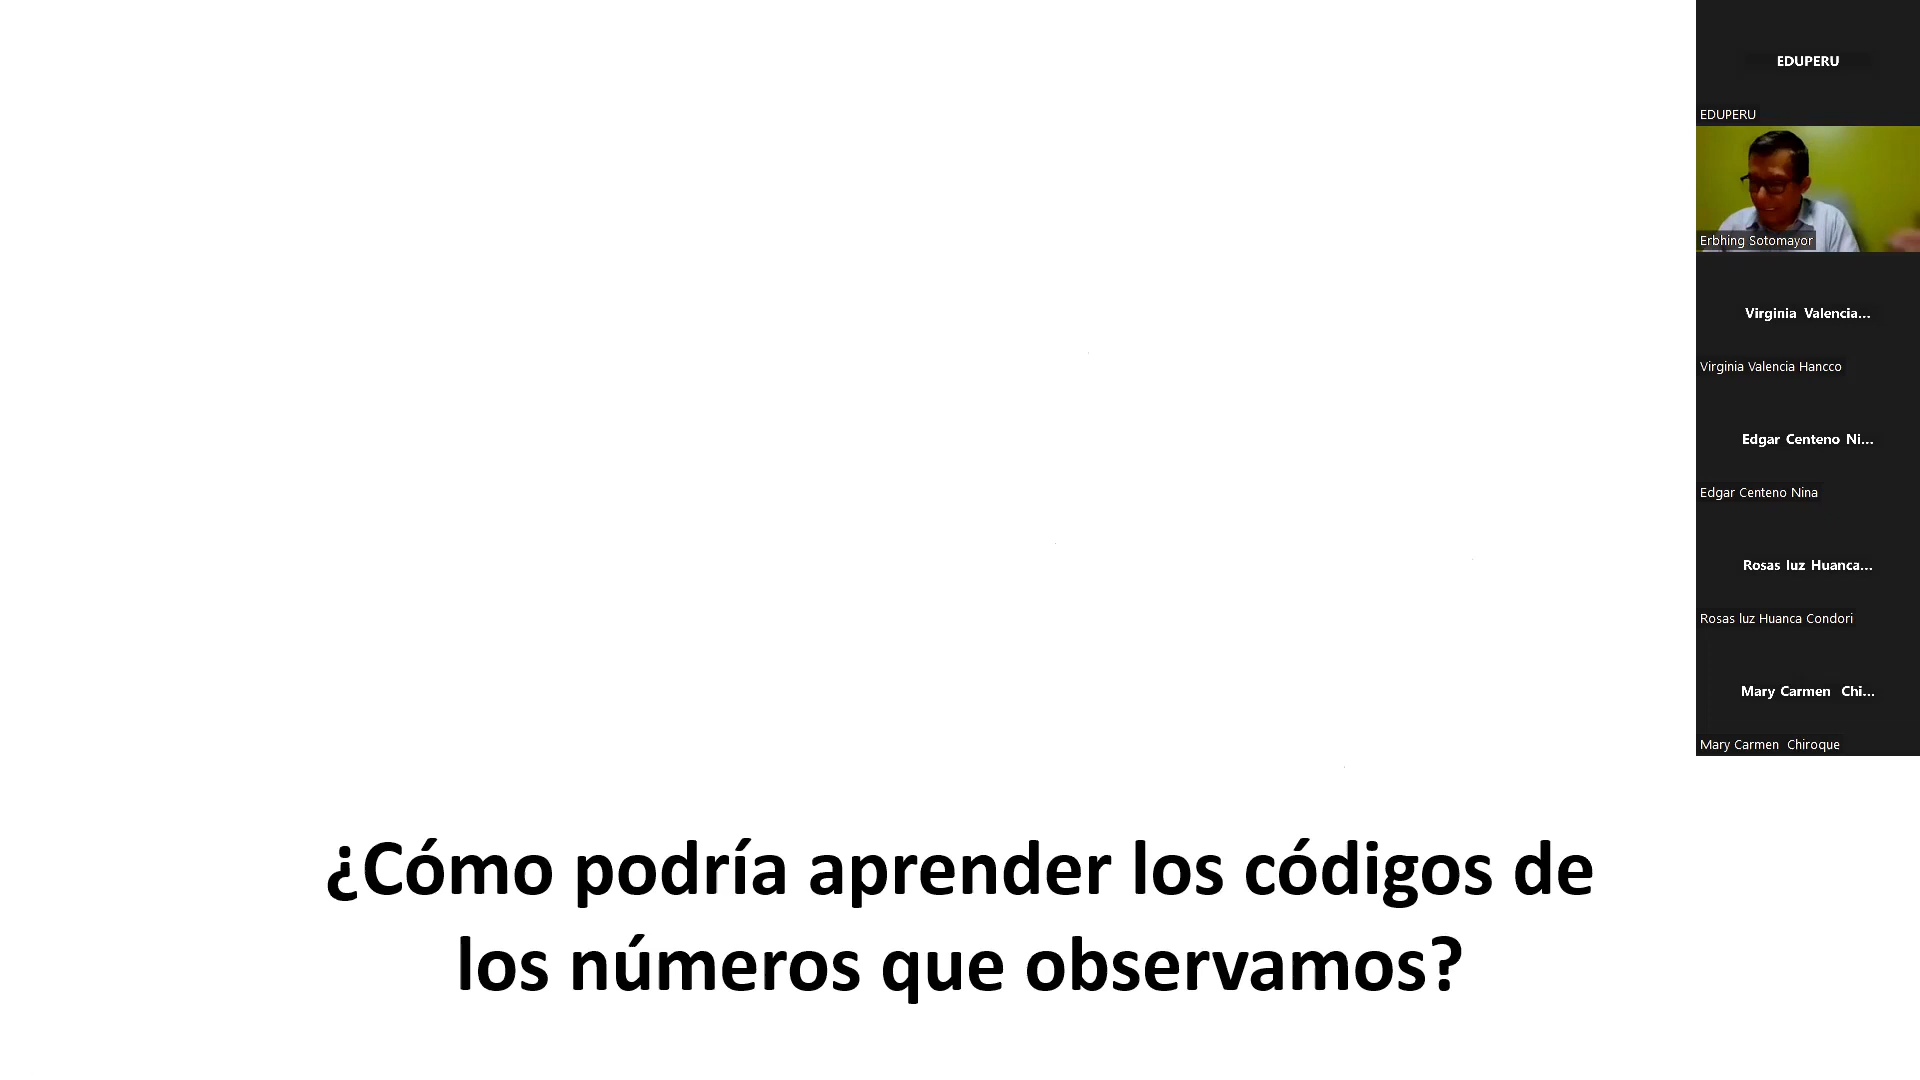 EDUPERU
EDUPERU
Erbhing Sotomayor
Virginia Valencia...
Virginia Valencia Hancco
Edgar Centeno Ni...
Edgar Centeno Nina
Rosas luz Huanca...
Rosas luz Huanca Condori
Mary Carmen Chi...
Mary Carmen Chiroque
¿Cómo podría aprender los códigos de
los números que observamos?